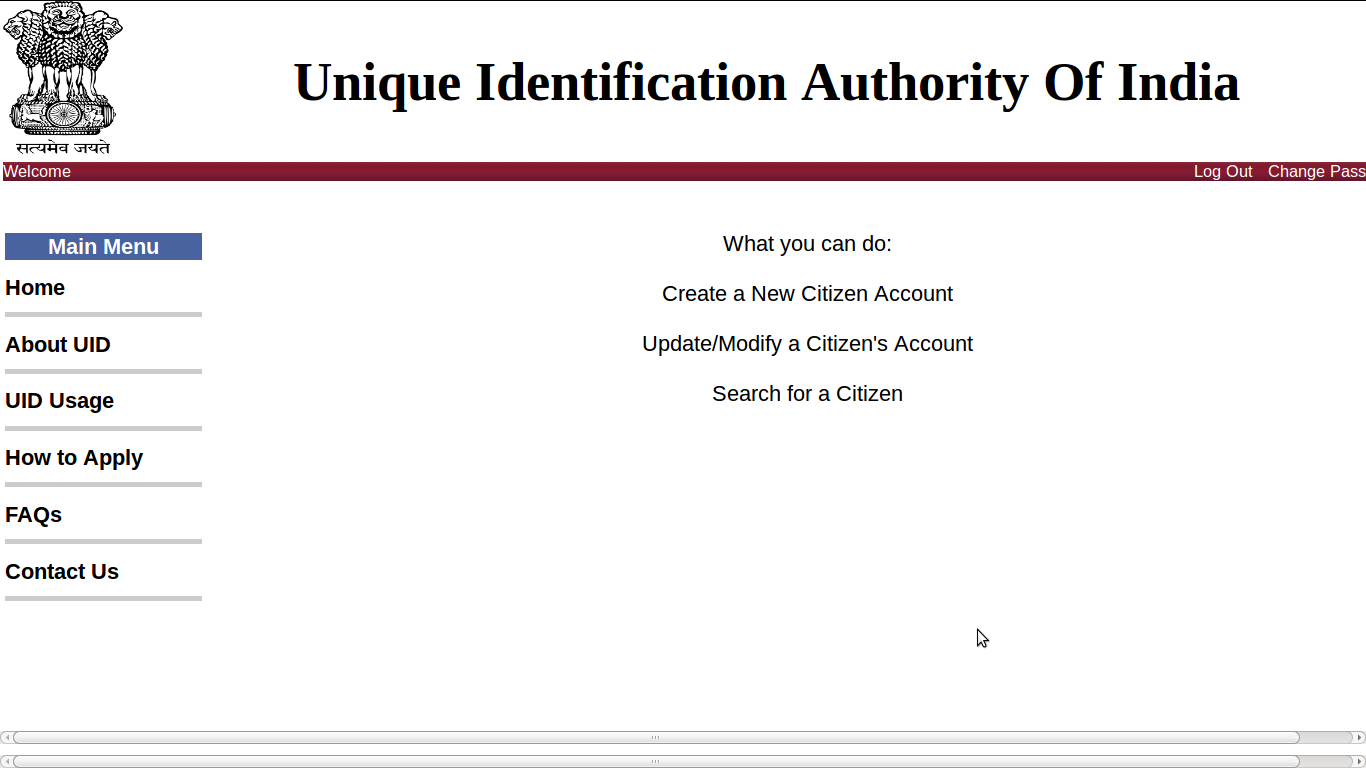 सत्यमेव जयते
Unique Identification Authority Of India
Welcome
Log Out Change Pass
Main Menu
Home
About UID
UID Usage
How to Apply
FAQs
Contact Us
What you can do:
Create a New Citizen Account
Update/Modify a Citizen's Account
Search for a Citizen